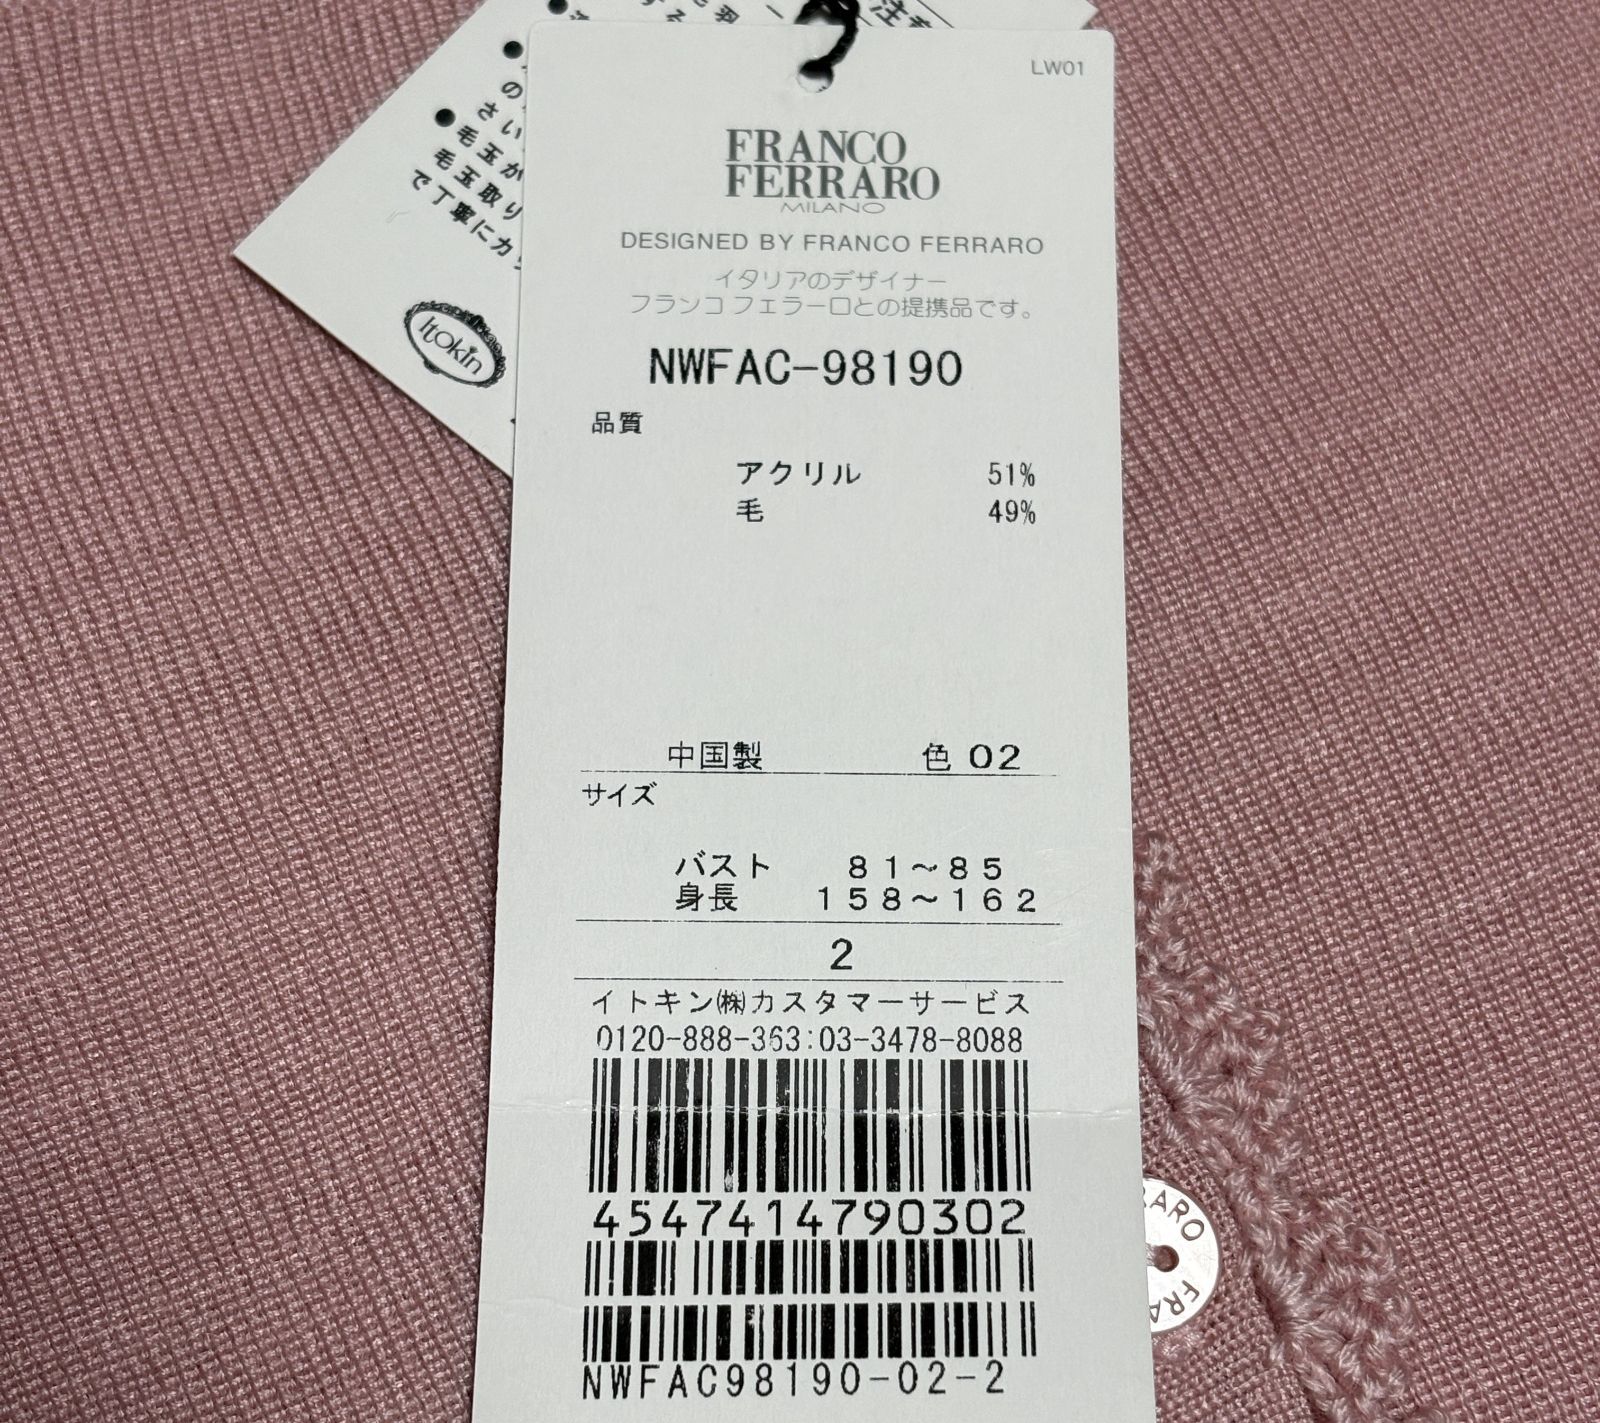 LW01
FRANCO
FERRARO
MILANO
DESIGNED BY FRANCO FERRARO
イタリアのデザイナー
フランコ フェラーロとの提携品です。
NWFAC-98190
品質
アクリル 51%
毛 49%
中国製 色 02
サイズ
バスト 81～85
身長 158～162
2
イトキン㈱カスタマーサービス
0120-888-363:03-3478-8088
4547414790302
NWFAC98190-02-2
さい
●毛玉が
毛玉取り
で丁寧にカ
Itokin
RARO
FRA